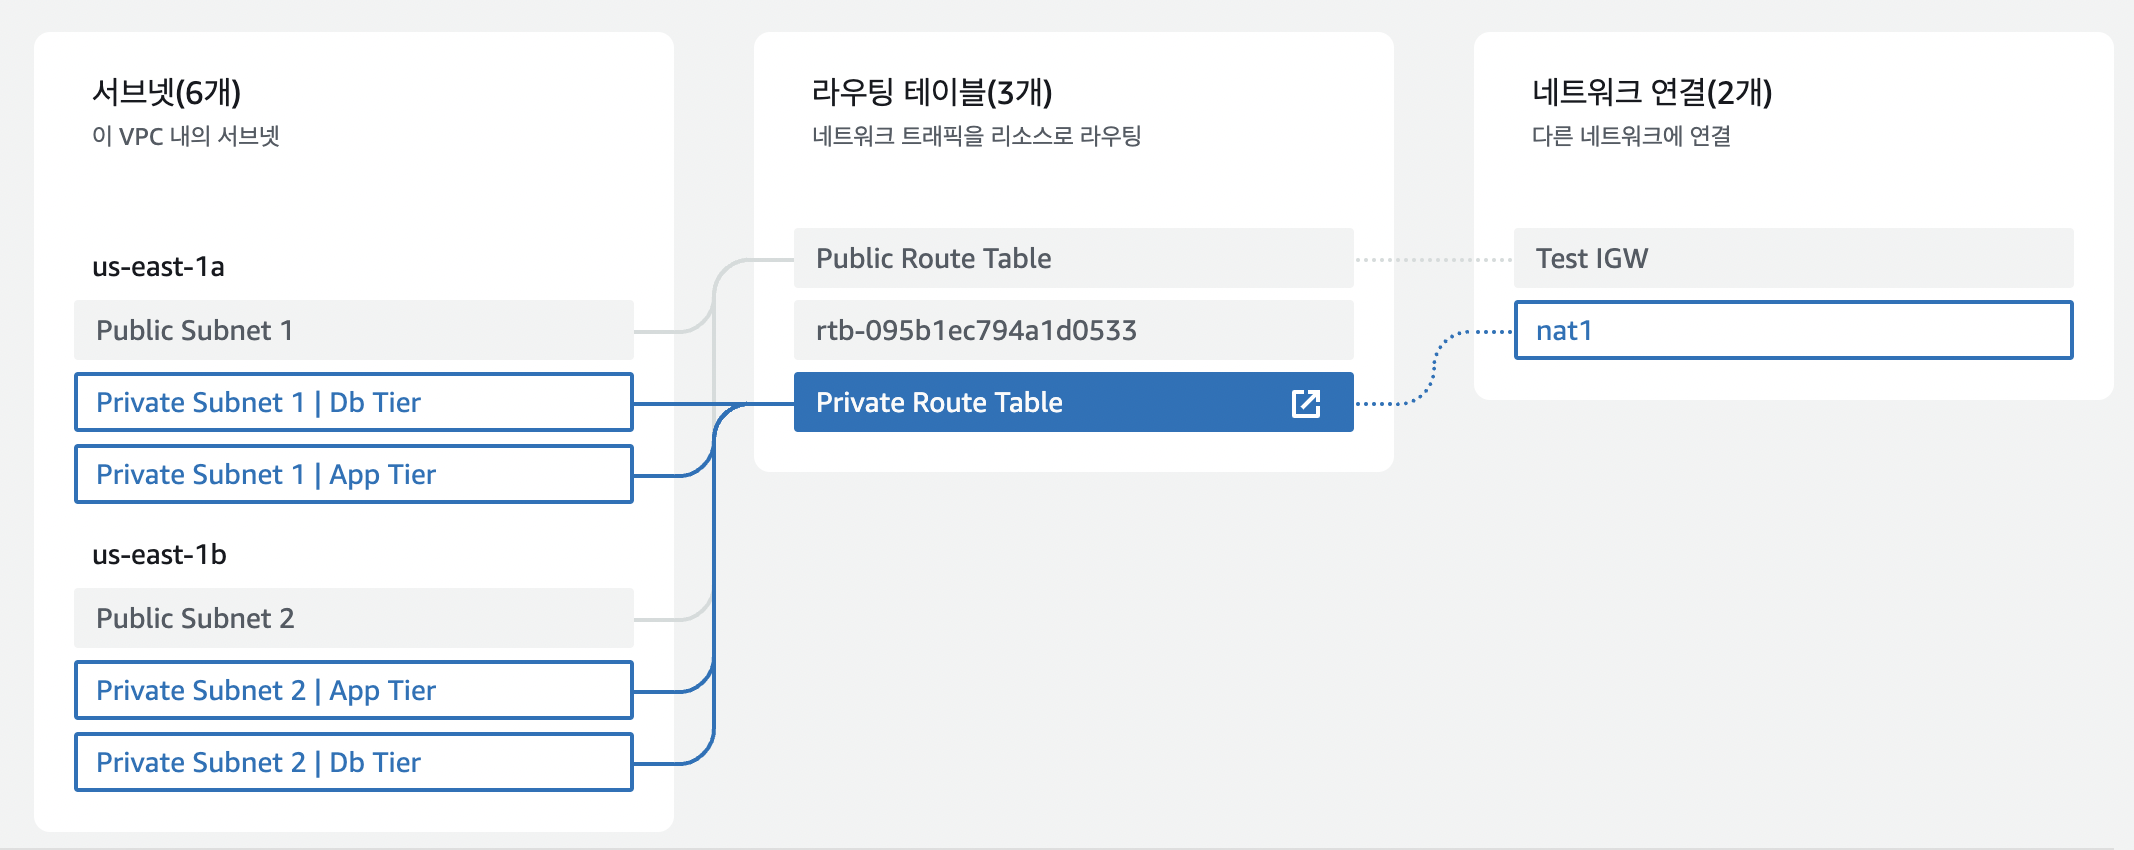 서브넷(6개)
이 VPC 내의 서브넷
us-east-1a
Public Subnet 1
Private Subnet 1 | Db Tier
Private Subnet 1 | App Tier
us-east-1b
Public Subnet 2
Private Subnet 2 | App Tier
Private Subnet 2 | Db Tier
라우팅 테이블(3개)
네트워크 트래픽을 리소스로 라우팅
Public Route Table
rtb-095b1ec794a1d0533
Private Route Table
네트워크 연결(2개)
다른 네트워크에 연결
Test IGW
nat1